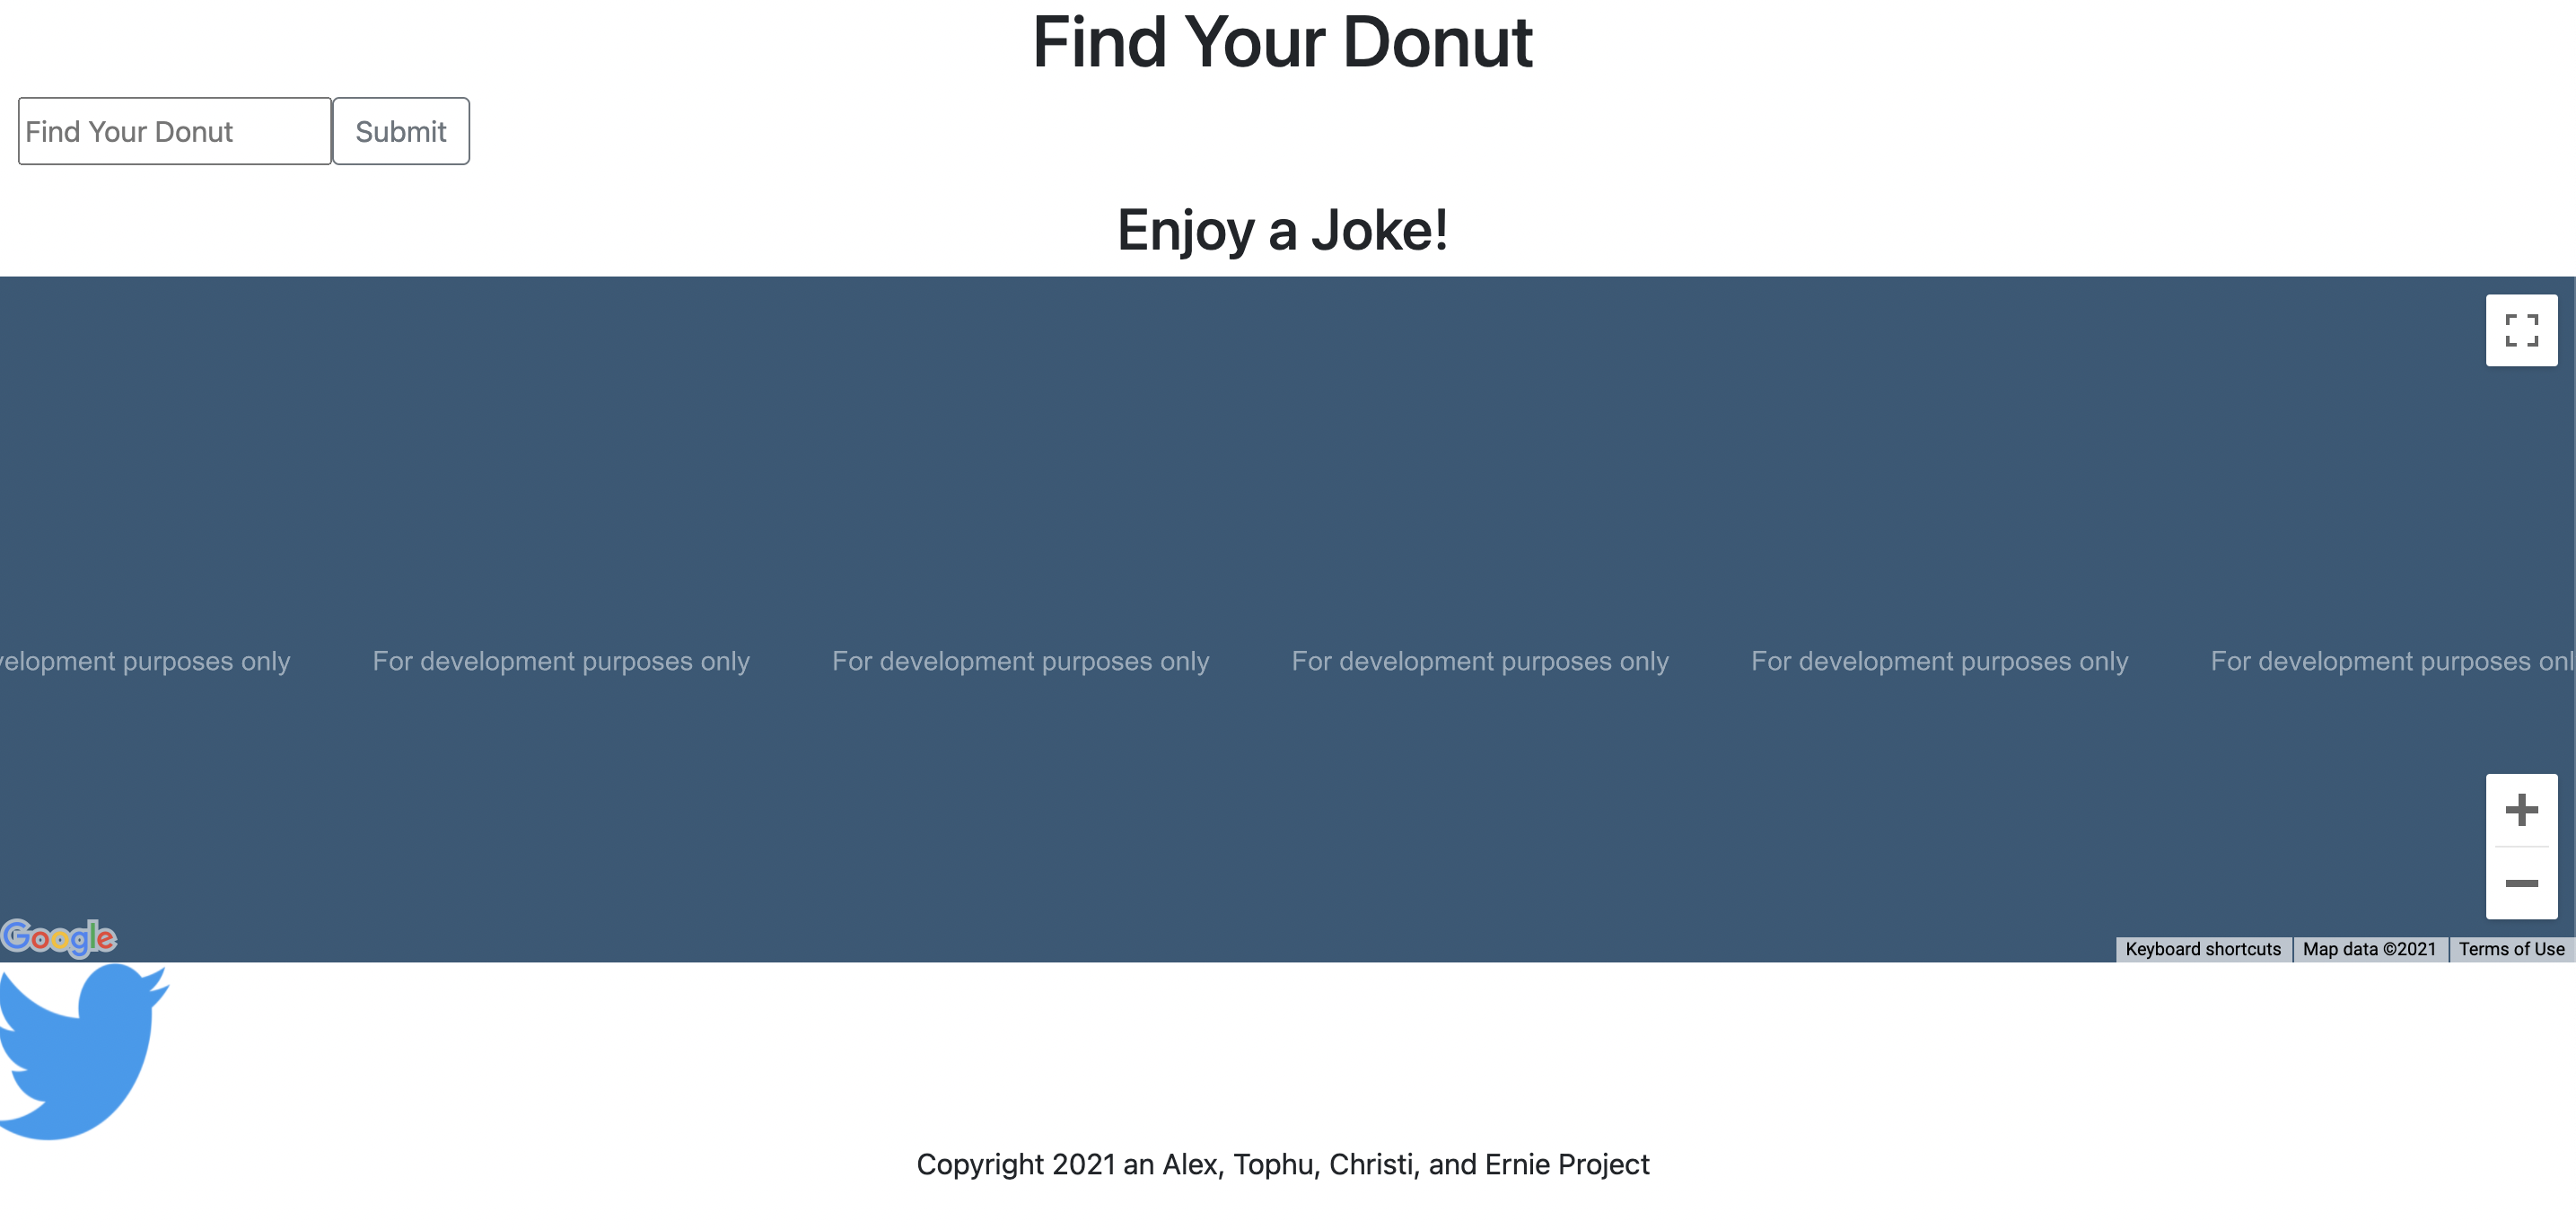 Find Your Donut
Find Your Donut
Submit
Enjoy a Joke!
velopment purposes only For development purposes only For development purposes only For development purposes only For development purposes only For development purposes onl
Google
Keyboard shortcuts Map data ©2021 Terms of Use
Copyright 2021 an Alex, Tophu, Christi, and Ernie Project